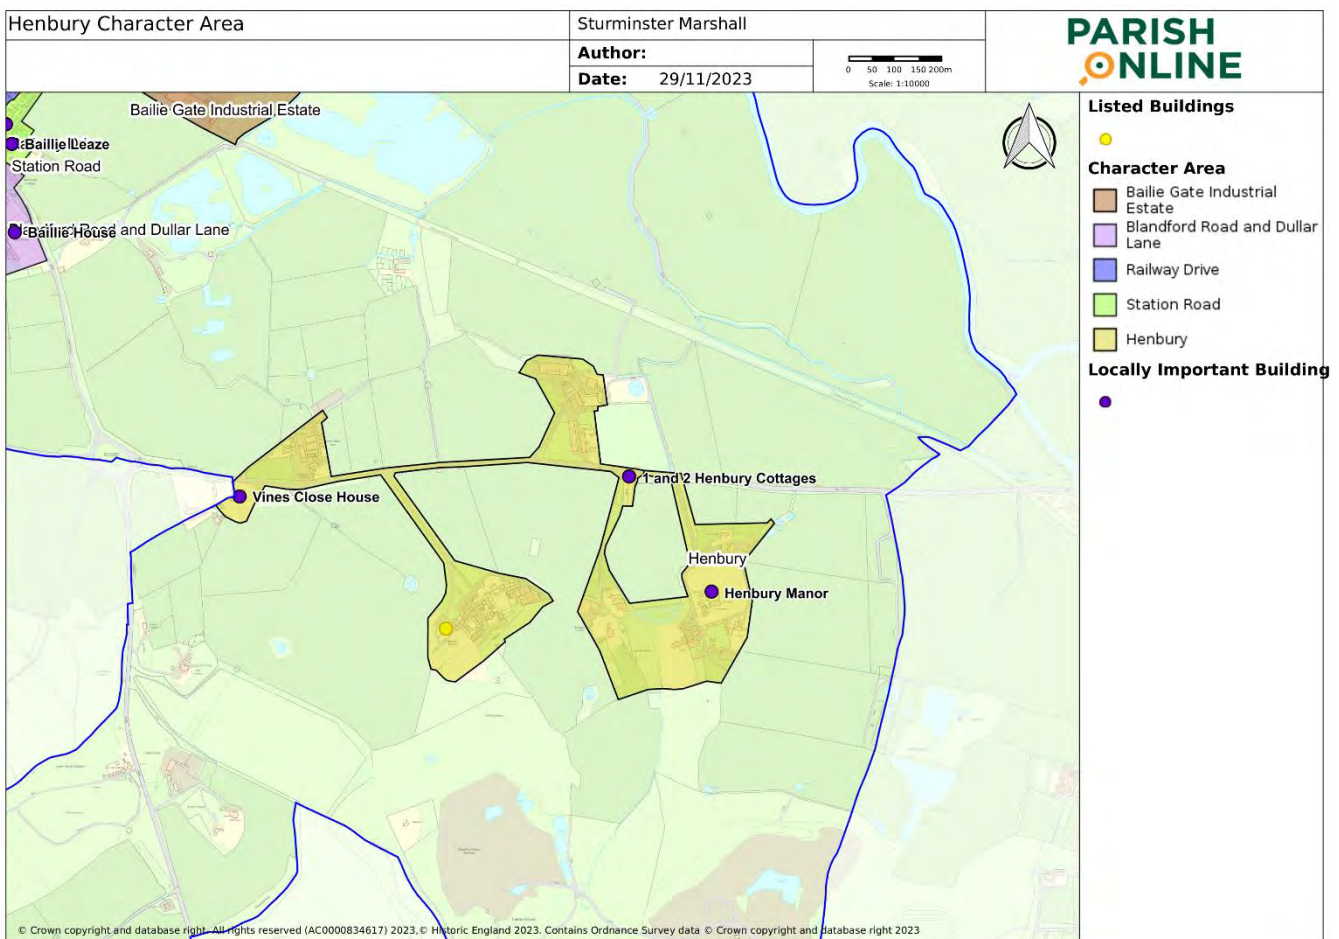 Henbury Character Area
Sturminster Marshall
Author:
Date: 29/11/2023
0 50 100 150 200m
Scale: 1:10000
PARISH
ONLINE
Bailie Gate Industrial Estate
Baillie Leaze
Station Road
Baillie House
and Dullar Lane
Vines Close House
1 and 2 Henbury Cottages
Henbury
Henbury Manor
Listed Buildings
Character Area
Bailie Gate Industrial
Estate
Blandford Road and Dullar
Lane
Railway Drive
Station Road
Henbury
Locally Important Building
© Crown copyright and database right. All rights reserved (AC0000834617) 2023,© Historic England 2023. Contains Ordnance Survey data © Crown copyright and database right 2023